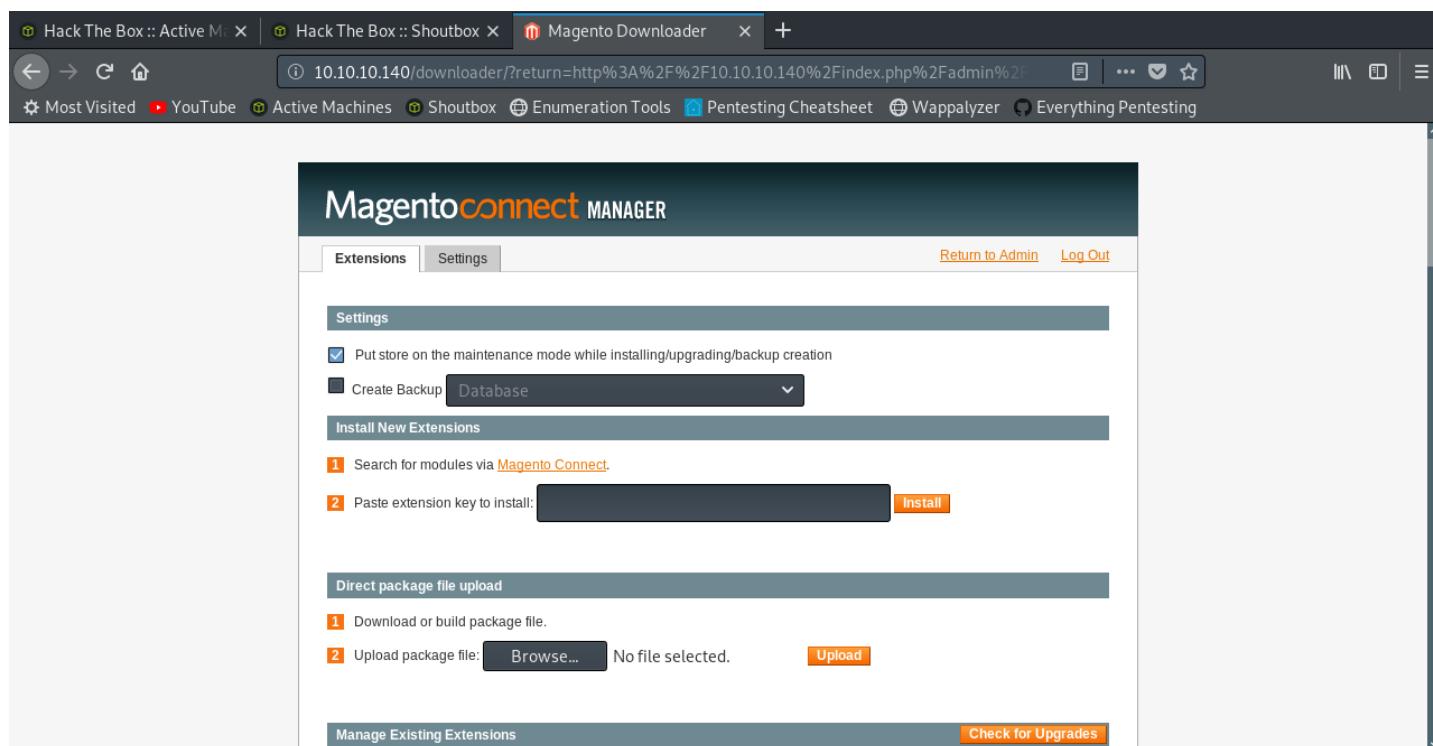 Hack The Box :: Active Ma
Hack The Box :: Shoutbox
Magento Downloader
10.10.10.140/downloader/?return=http%3A%2F%2F10.10.10.140%2Findex.php%2Fadmin%2F
Most Visited YouTube Active Machines Shoutbox Enumeration Tools Pentesting Cheatsheet Wappalyzer Everything Pentesting
Magentoconnect MANAGER
Extensions Settings Return to Admin Log Out
Settings
Put store on the maintenance mode while installing/upgrading/backup creation
Create Backup Database
Install New Extensions
1 Search for modules via Magento Connect.
2 Paste extension key to install: Install
Direct package file upload
1 Download or build package file.
2 Upload package file: Browse... No file selected. Upload
Manage Existing Extensions Check for Upgrades